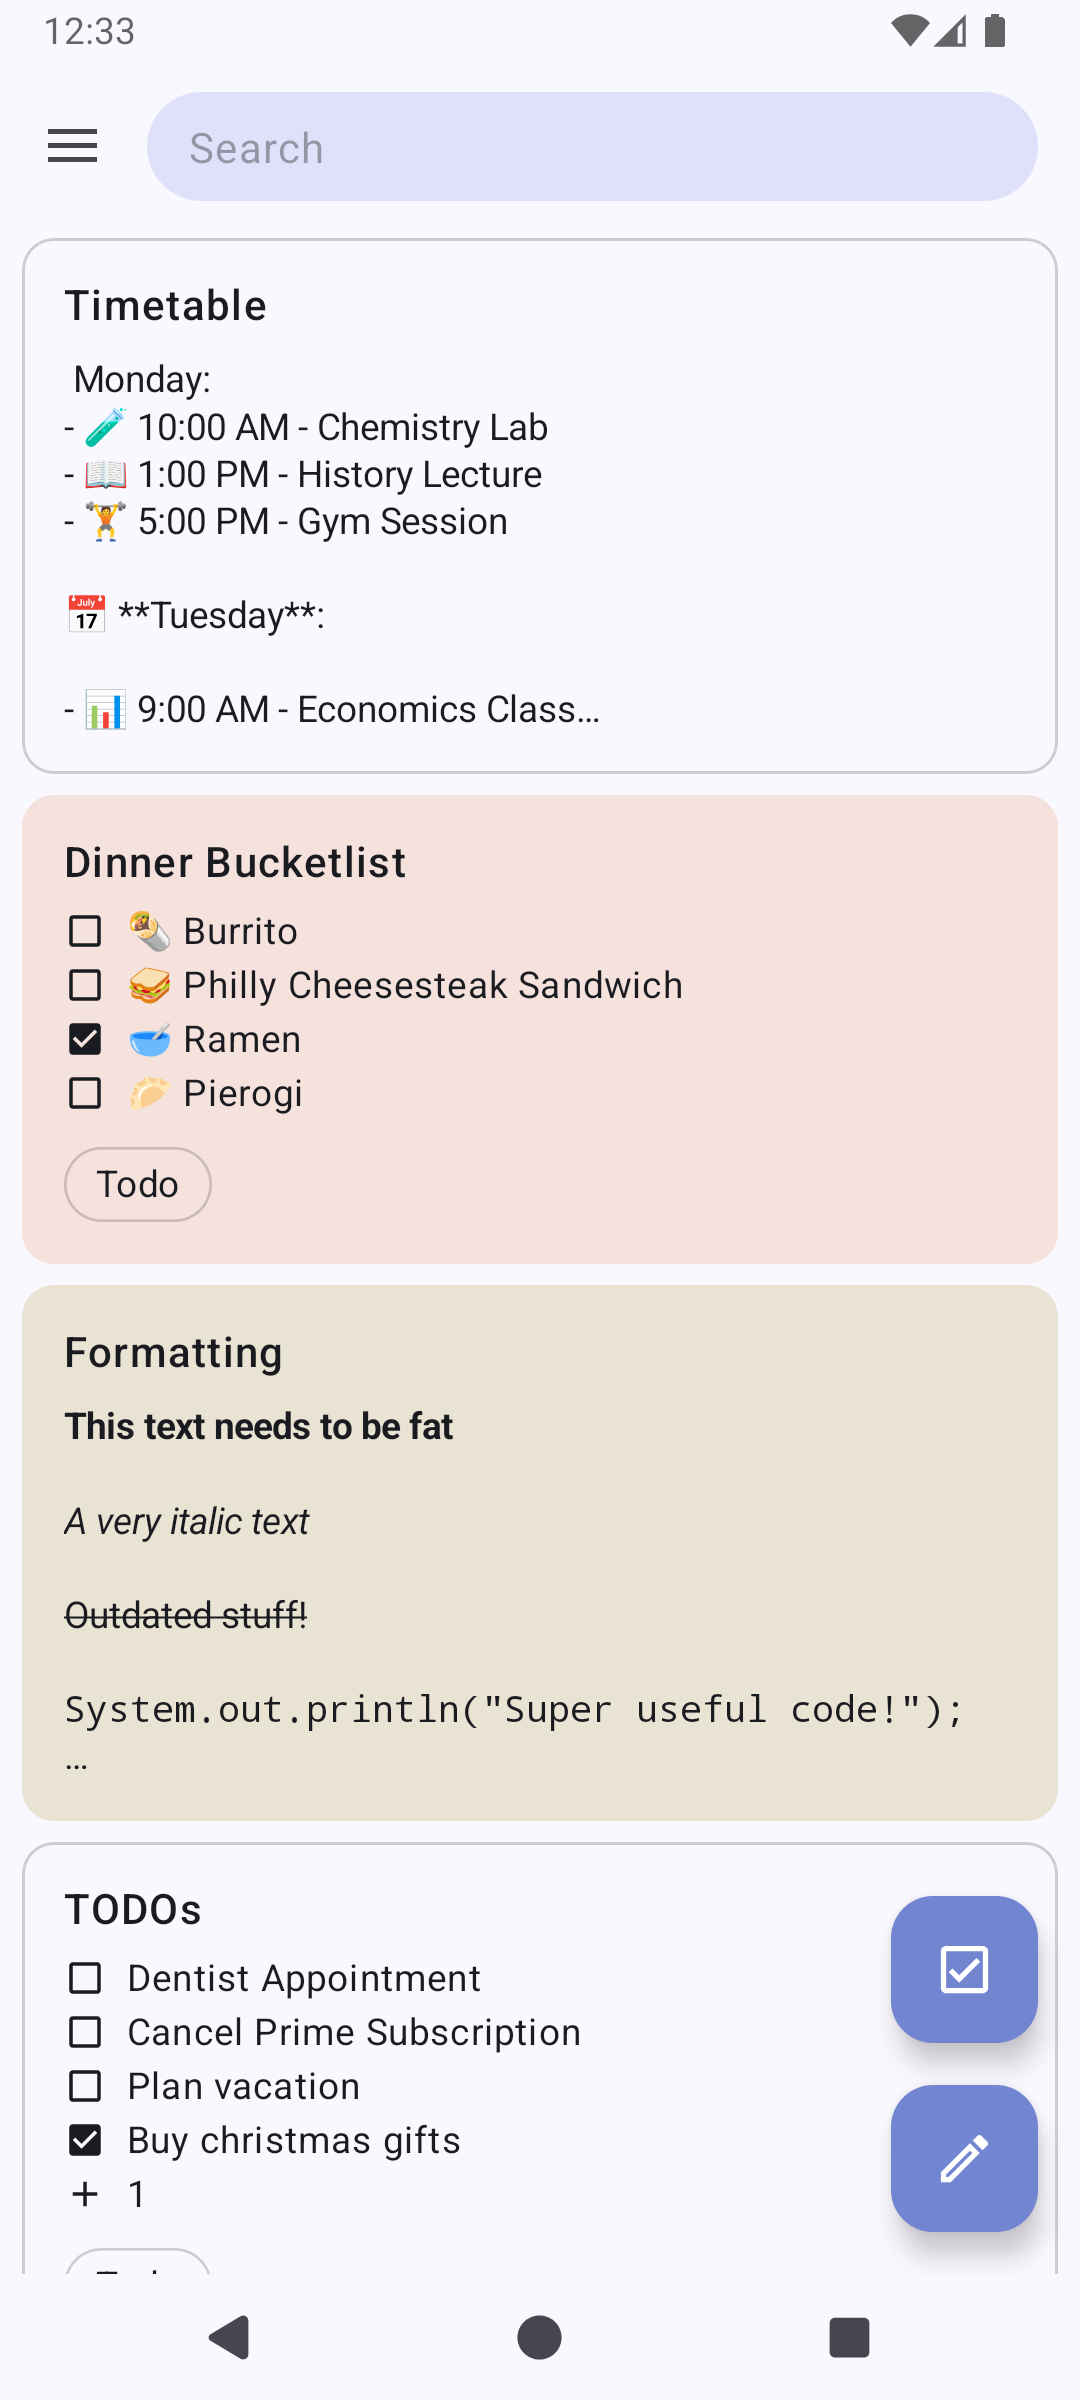 12:33
Search
Timetable
Monday:
- 🧪 10:00 AM - Chemistry Lab
- 📖 1:00 PM - History Lecture
- 🏋️ 5:00 PM - Gym Session
📅 **Tuesday**:
- 📊 9:00 AM - Economics Class…
Dinner Bucketlist
🌯 Burrito
🥪 Philly Cheesesteak Sandwich
🥣 Ramen
🥟 Pierogi
Todo
Formatting
This text needs to be fat
A very italic text
Outdated stuff!
System.out.println("Super useful code!");
…
TODOs
Dentist Appointment
Cancel Prime Subscription
Plan vacation
Buy christmas gifts
+ 1